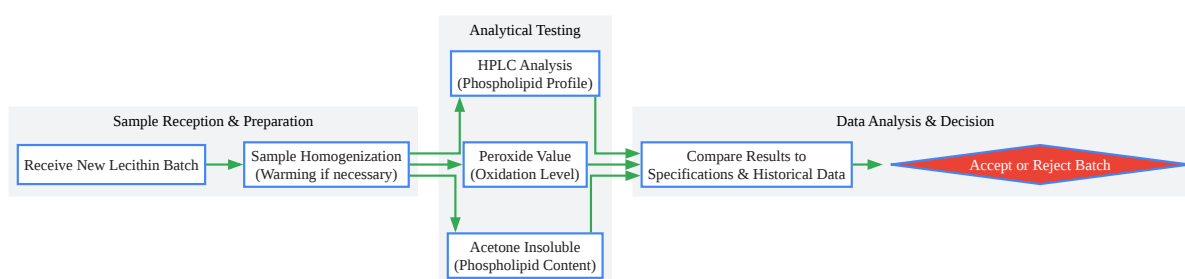 Sample Reception & Preparation
Receive New Lecithin Batch
Sample Homogenization
(Warming if necessary)
Analytical Testing
HPLC Analysis
(Phospholipid Profile)
Peroxide Value
(Oxidation Level)
Acetone Insoluble
(Phospholipid Content)
Data Analysis & Decision
Compare Results to
Specifications & Historical Data
Accept or Reject Batch